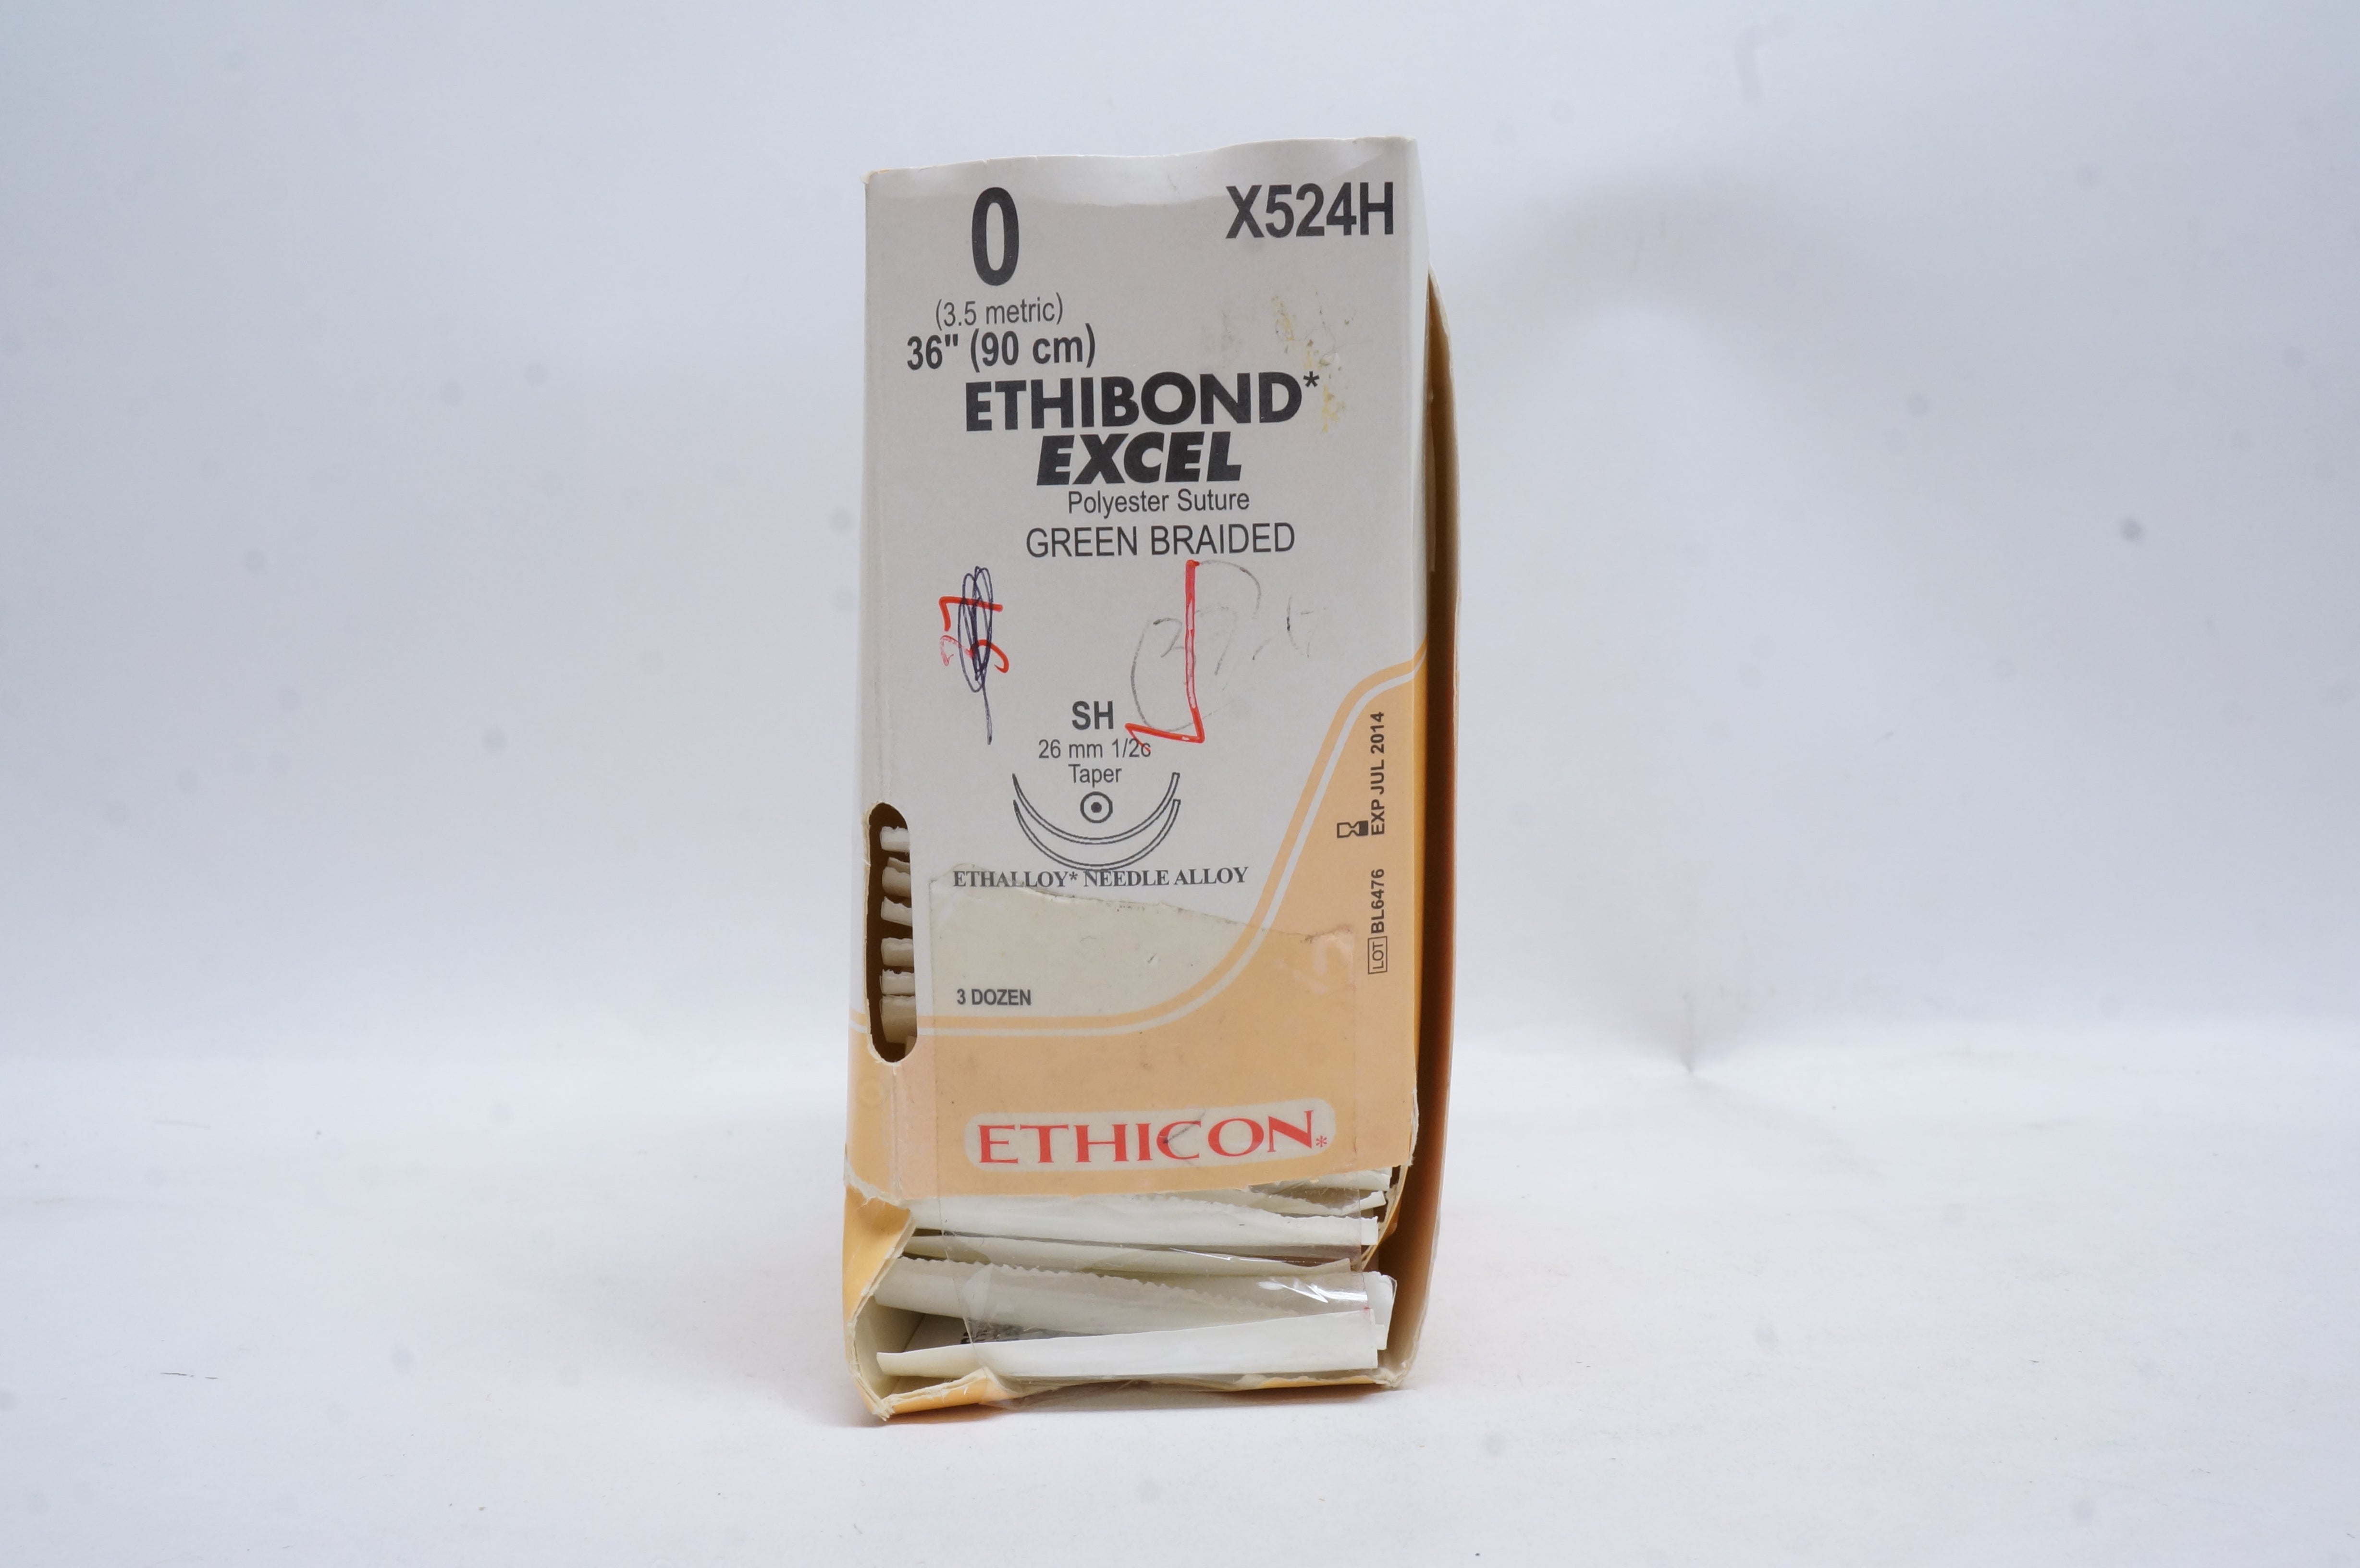 0
X524H
(3.5 metric)
36" (90 cm)
ETHIBOND*
EXCEL
Polyester Suture
GREEN BRAIDED
37
SH
26 mm 1/2c
Taper
ETHALLOY* NEEDLE ALLOY
3 DOZEN
LOT BL6476 EXP JUL 2014
ETHICON*